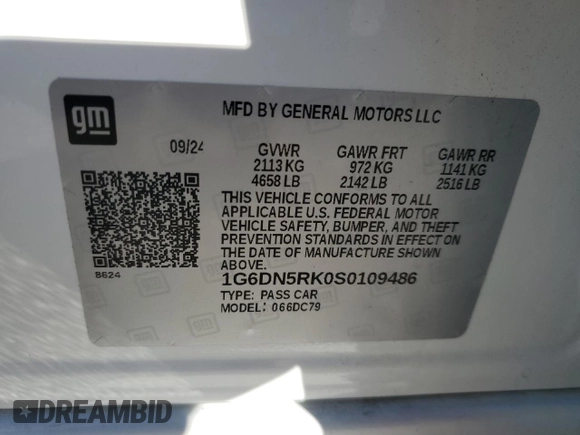 gm
MFD BY GENERAL MOTORS LLC
09/24 GVWR GAWR FRT GAWR RR
2113 KG 972 KG 1141 KG
4658 LB 2142 LB 2516 LB
THIS VEHICLE CONFORMS TO ALL
APPLICABLE U.S. FEDERAL MOTOR
VEHICLE SAFETY, BUMPER, AND THEFT
PREVENTION STANDARDS IN EFFECT ON
THE DATE OF MANUFACTURE SHOWN
ABOVE.
8624
1G6DN5RK0S0109486
TYPE: PASS CAR
MODEL: 066DC79
DREAMBID